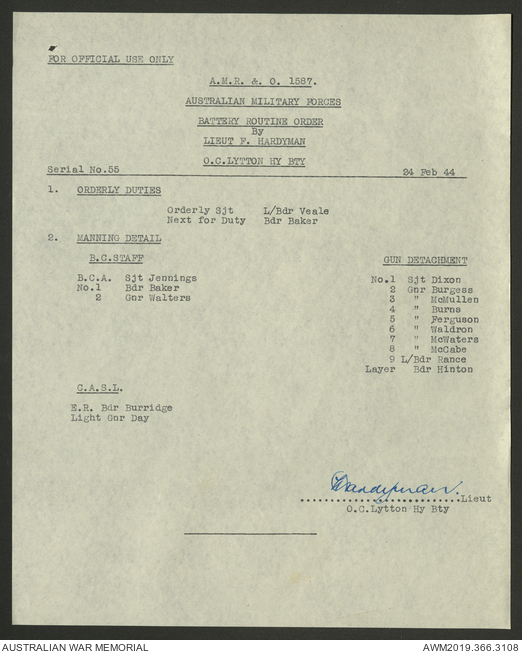 FOR OFFICIAL USE ONLY
A.M.R. & O. 1587.
AUSTRALIAN MILITARY FORCES
BATTERY ROUTINE ORDER
By
LIEUT F. HARDYMAN
O.C.LYTTON HY BTY
Serial No.55 24 Feb 44
1. ORDERLY DUTIES
Orderly Sjt L/Bdr Veale
Next for Duty Bdr Baker
2. MANNING DETAIL
B.C.STAFF
B.C.A. Sjt Jennings
No.1 Bdr Baker
2 Gnr Walters
GUN DETACHMENT
No.1 Sjt Dixon
2 Gnr Burgess
3 " McMullen
4 " Burns
5 " Ferguson
6 " Waldron
7 " McWaters
8 " McCabe
9 L/Bdr Rance
Layer Bdr Hinton
C.A.S.L.
E.R. Bdr Burridge
Light Gnr Day
Hardyman.
..........................Lieut
O.C.Lytton Hy Bty
AUSTRALIAN WAR MEMORIAL AWM2019.366.3108